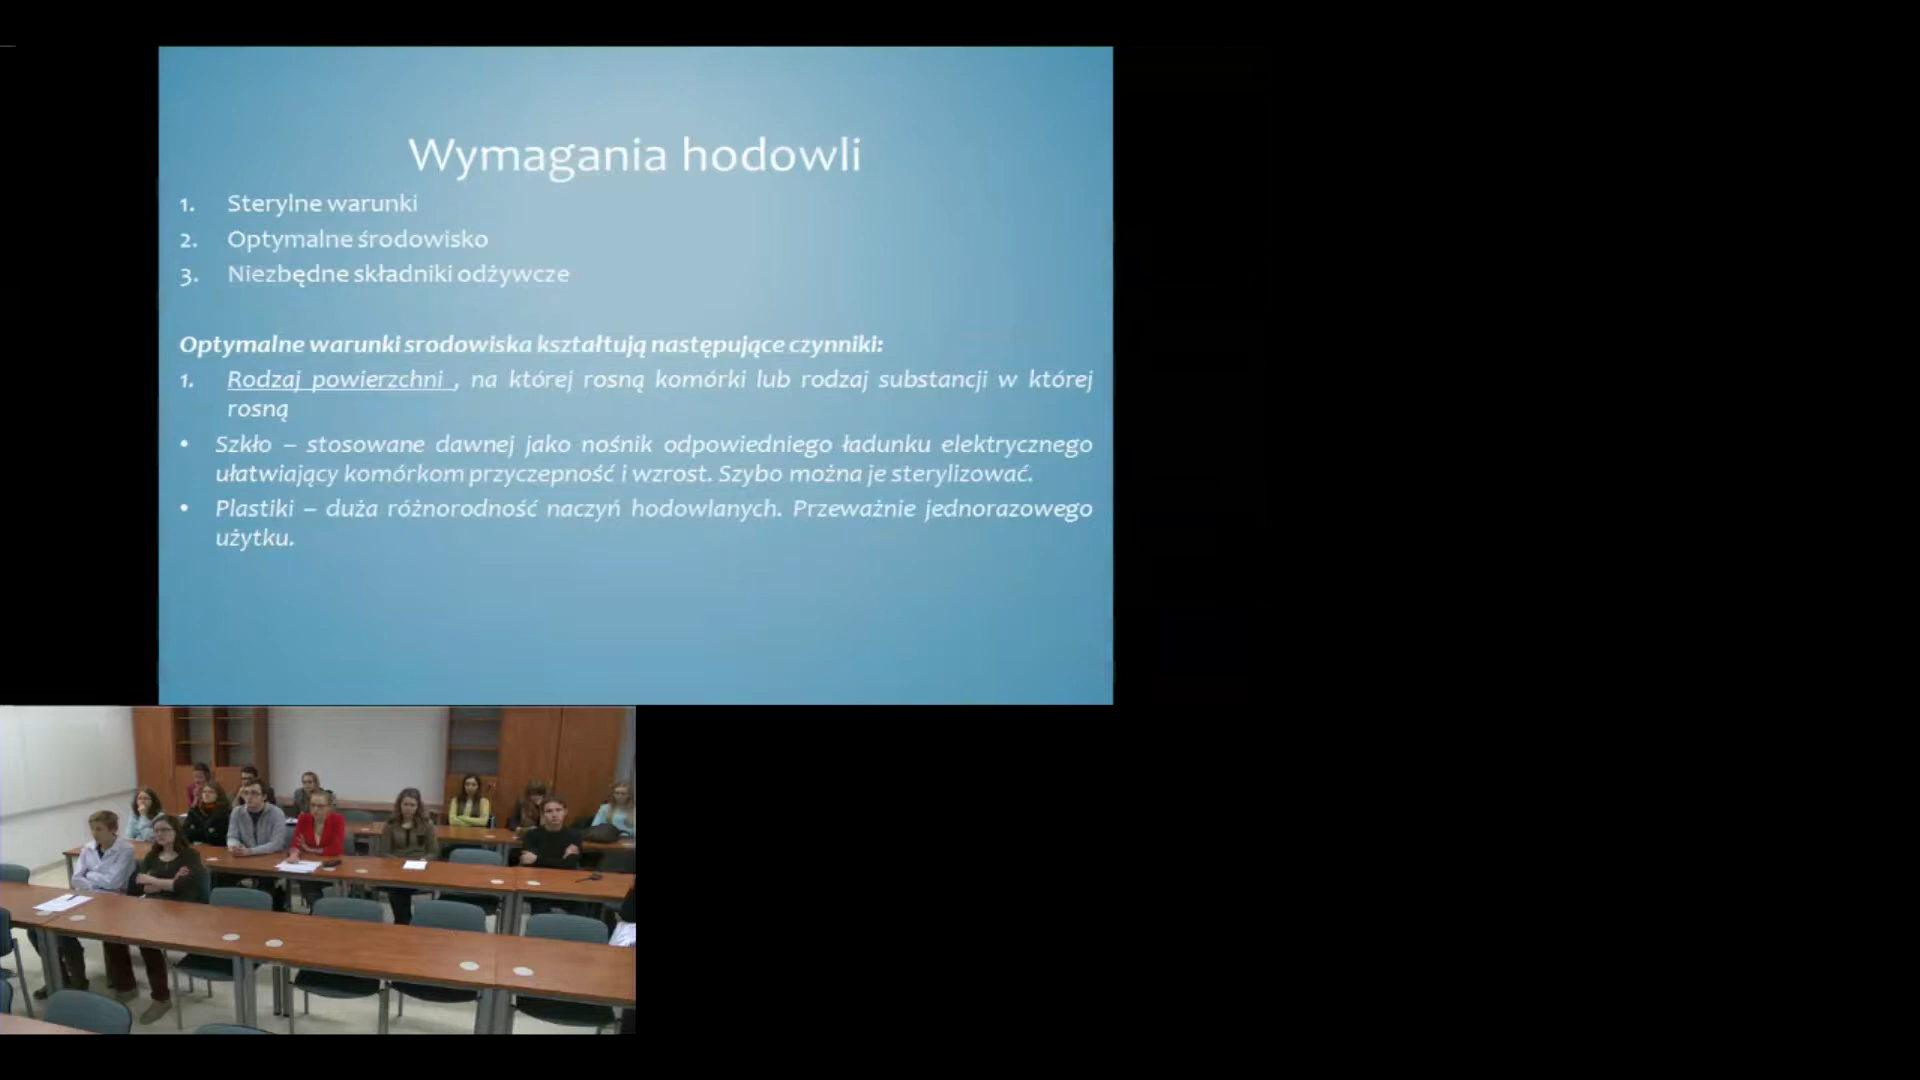 Wymagania hodowli
1. Sterylne warunki
2. Optymalne środowisko
3. Niezbędne składniki odżywcze
Optymalne warunki srodowiska kształtują następujące czynniki:
1. Rodzaj powierzchni , na której rosną komórki lub rodzaj substancji w której
rosną
• Szkło – stosowane dawnej jako nośnik odpowiedniego ładunku elektrycznego
ułatwiający komórkom przyczepność i wzrost. Szybo można je sterylizować.
• Plastiki – duża różnorodność naczyń hodowlanych. Przeważnie jednorazowego
użytku.